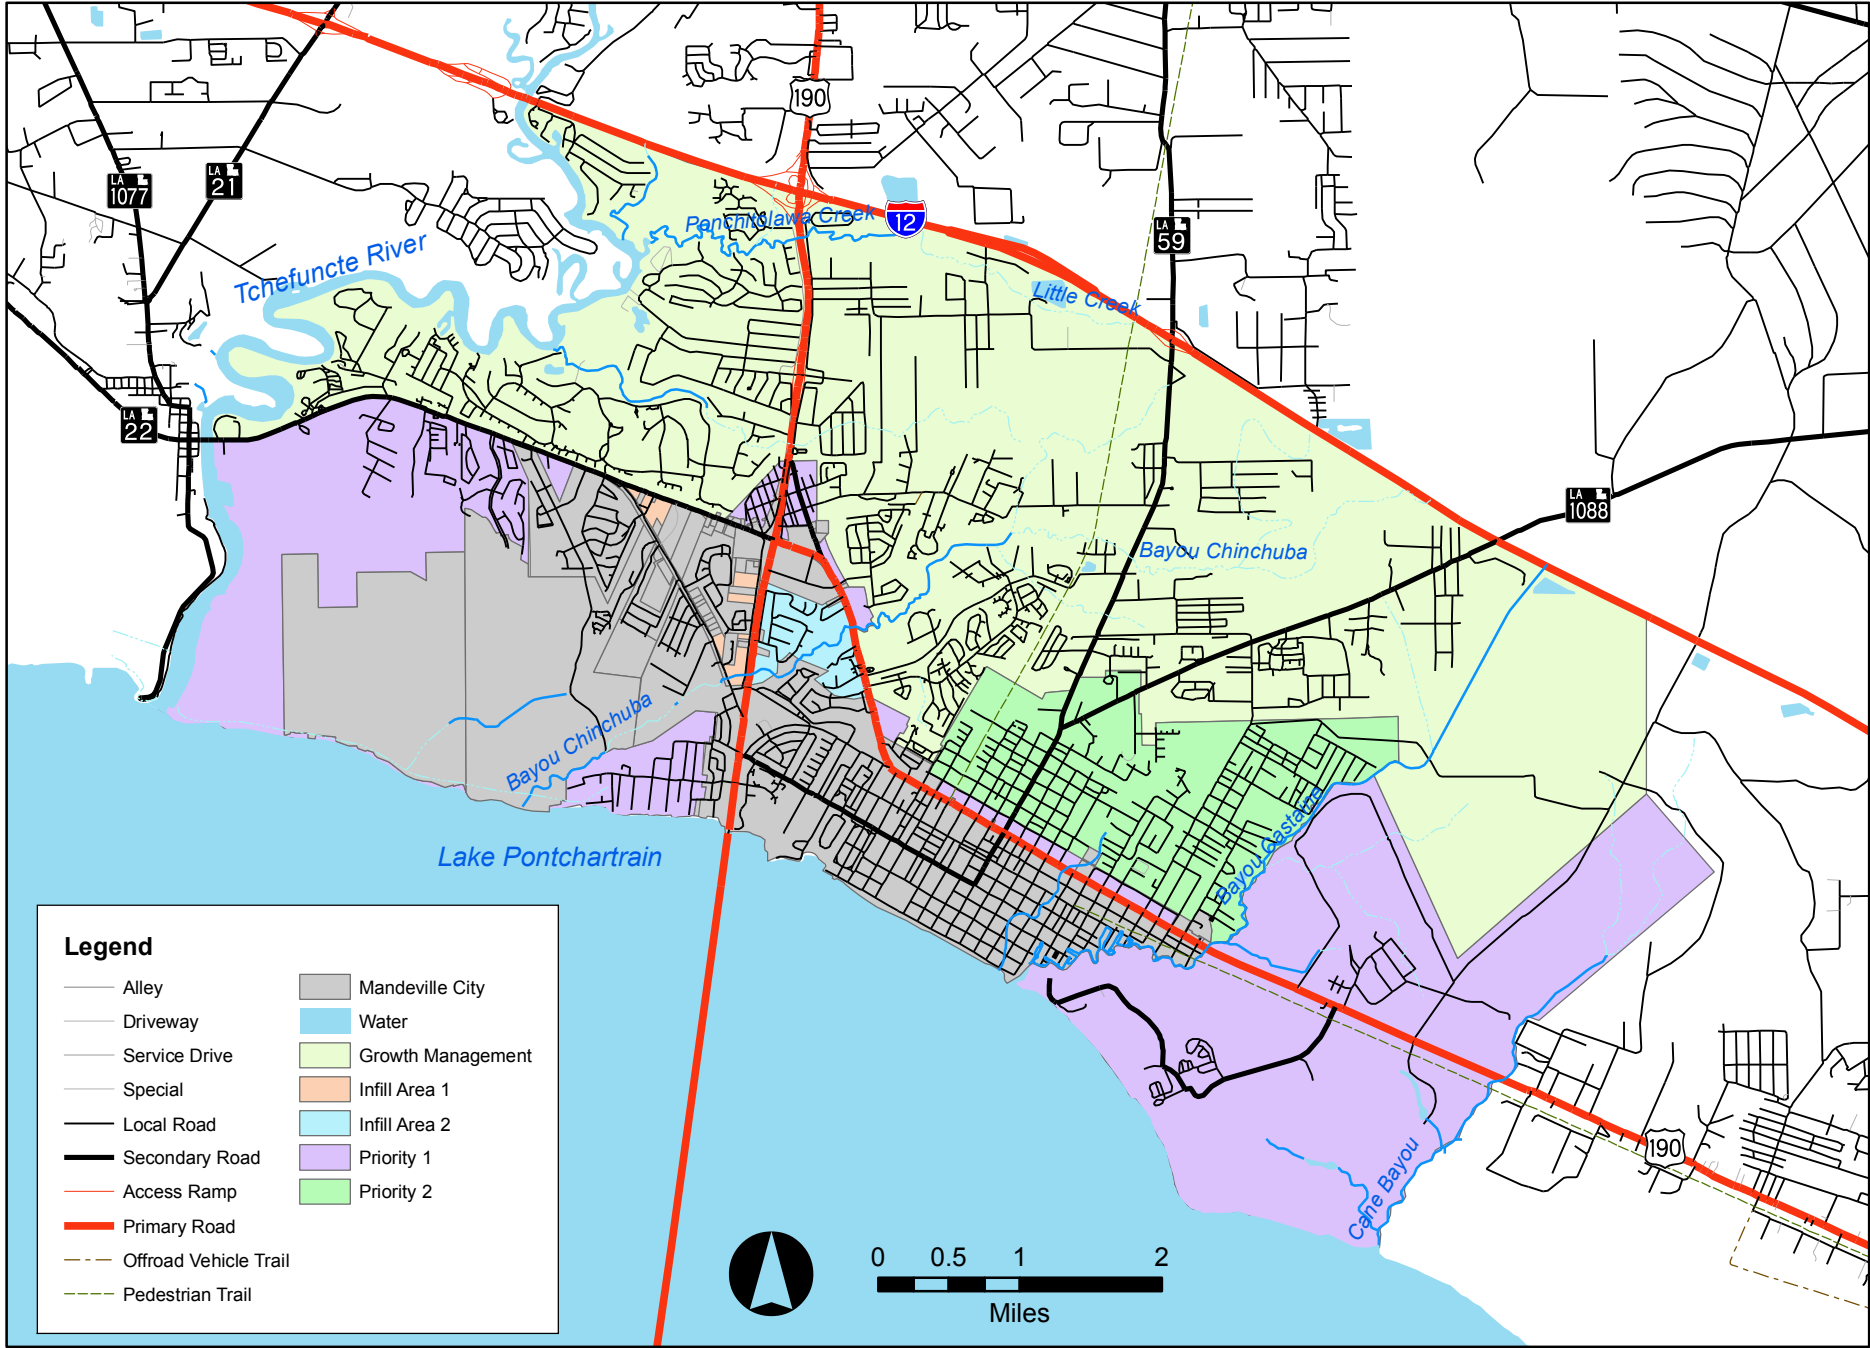 190
LA
1077
LA
21
Penchitolawa Creek
12
LA
59
Tchefuncte River
Little Creek
LA
22
LA
1088
Bayou Chinchuba
Bayou Chinchuba
Bayou Castaine
Lake Pontchartrain
Legend
Alley
Driveway
Service Drive
Special
Local Road
Secondary Road
Access Ramp
Primary Road
Offroad Vehicle Trail
Pedestrian Trail
Mandeville City
Water
Growth Management
Infill Area 1
Infill Area 2
Priority 1
Priority 2
190
Cane Bayou
0 0.5 1 2
Miles